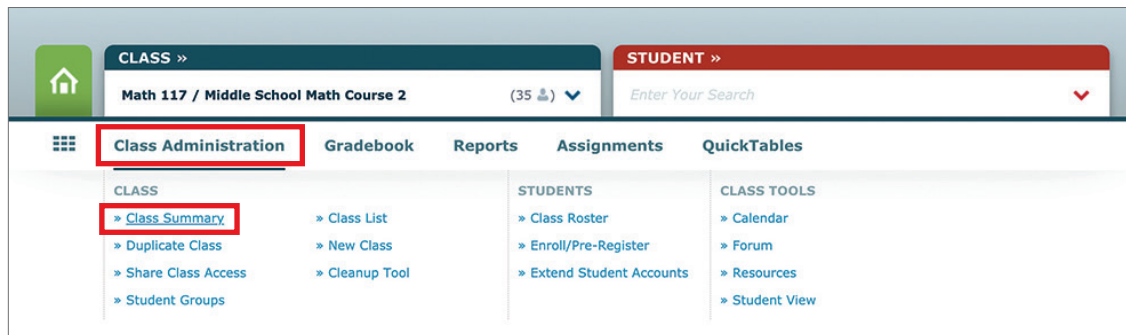 CLASS »
STUDENT »
Math 117 / Middle School Math Course 2 (35 )
Enter Your Search
Class Administration Gradebook Reports Assignments QuickTables
CLASS STUDENTS CLASS TOOLS
» Class Summary » Class List » Class Roster » Calendar
» Duplicate Class » New Class » Enroll/Pre-Register » Forum
» Share Class Access » Cleanup Tool » Extend Student Accounts » Resources
» Student Groups » Student View